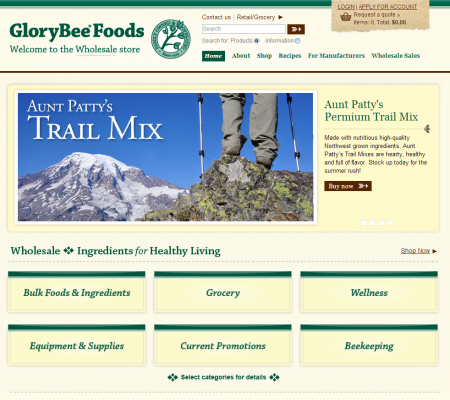 LOGIN | APPLY FOR ACCOUNT
Contact us | Retail/Grocery ►
Request a quote »
Items: 0, Total: $0.00
GloryBee® Foods
Welcome to the Wholesale store
Search
Search for: Products Information
Home About Shop Recipes For Manufacturers Wholesale Sales
AUNT PATTY'S
TRAIL MIX
Aunt Patty's
Permium Trail Mix
Made with nutritious high-quality
Northwest grown ingredients, Aunt
Patty's Trail Mixes are hearty, healthy
and full of flavor. Stock up today for the
summer rush!
Buy now
Wholesale Ingredients for Healthy Living
Shop Now ►
Bulk Foods & Ingredients
Grocery
Wellness
Equipment & Supplies
Current Promotions
Beekeeping
Select categories for details